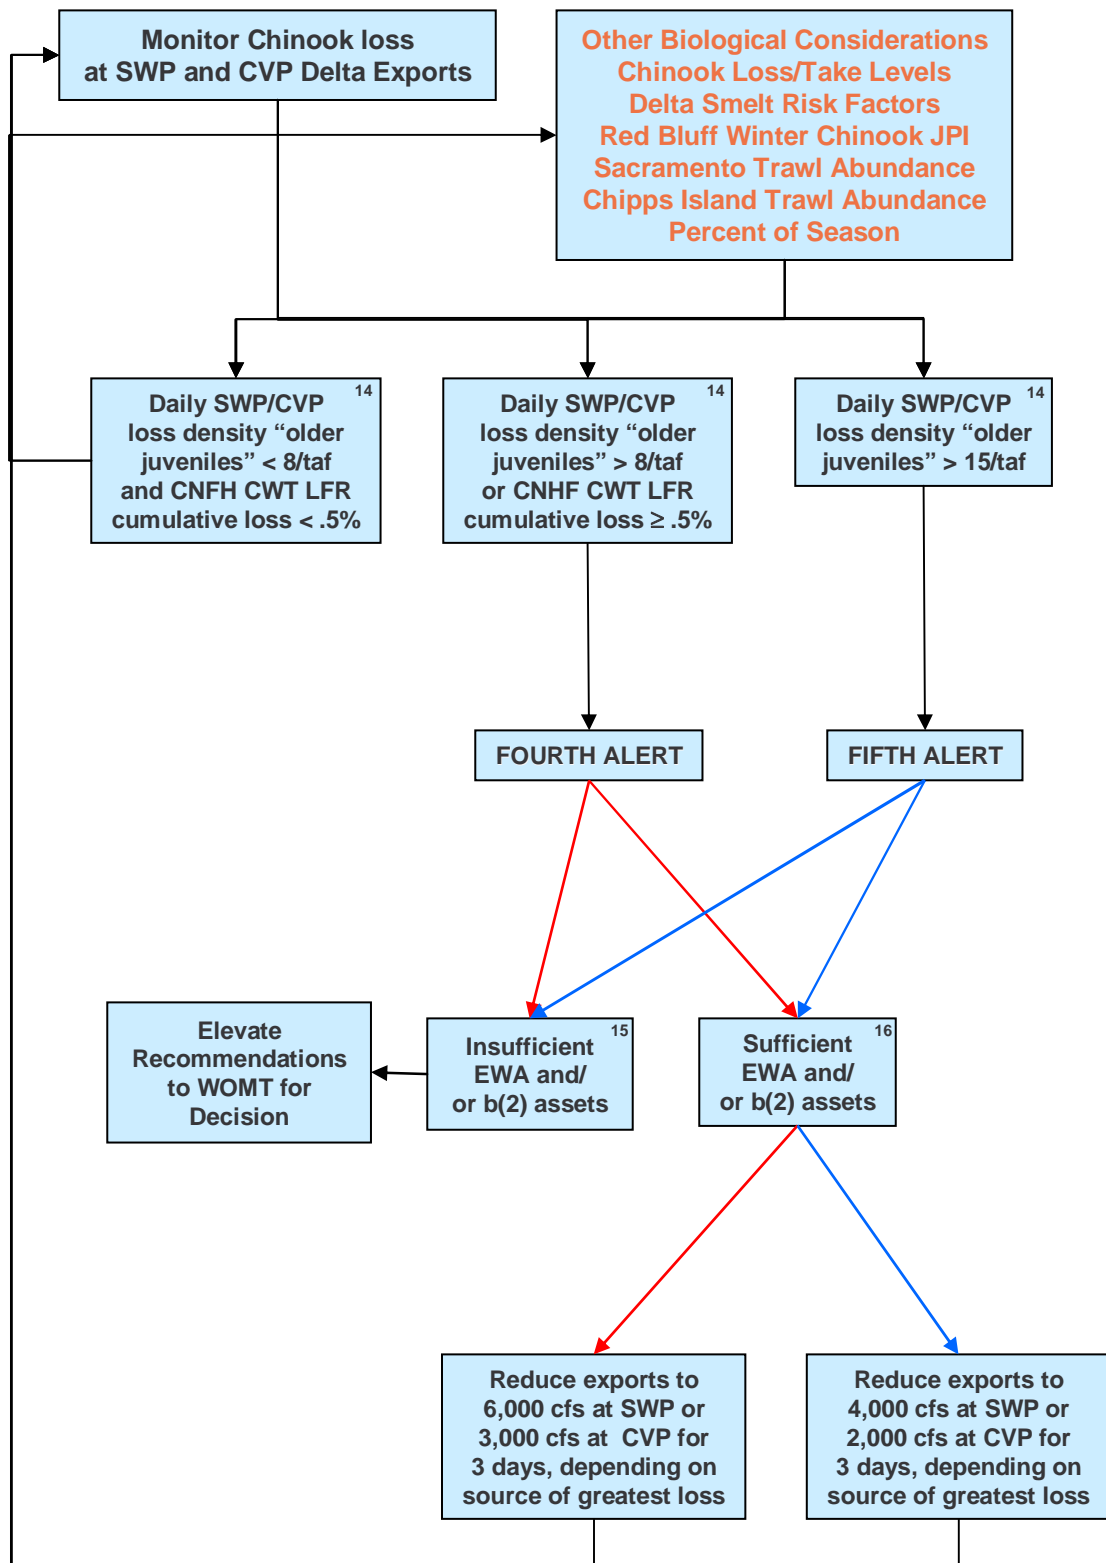 Monitor Chinook loss
at SWP and CVP Delta Exports
Other Biological Considerations
Chinook Loss/Take Levels
Delta Smelt Risk Factors
Red Bluff Winter Chinook JPI
Sacramento Trawl Abundance
Chipps Island Trawl Abundance
Percent of Season
14
Daily SWP/CVP
loss density “older
juveniles” < 8/taf
and CNFH CWT LFR
cumulative loss < .5%
14
Daily SWP/CVP
loss density “older
juveniles” > 8/taf
or CNHF CWT LFR
cumulative loss ≥ .5%
14
Daily SWP/CVP
loss density “older
juveniles” > 15/taf
FOURTH ALERT
FIFTH ALERT
Elevate
Recommendations
to WOMT for
Decision
15
Insufficient
EWA and/
or b(2) assets
16
Sufficient
EWA and/
or b(2) assets
Reduce exports to
6,000 cfs at SWP or
3,000 cfs at CVP for
3 days, depending on
source of greatest loss
Reduce exports to
4,000 cfs at SWP or
2,000 cfs at CVP for
3 days, depending on
source of greatest loss